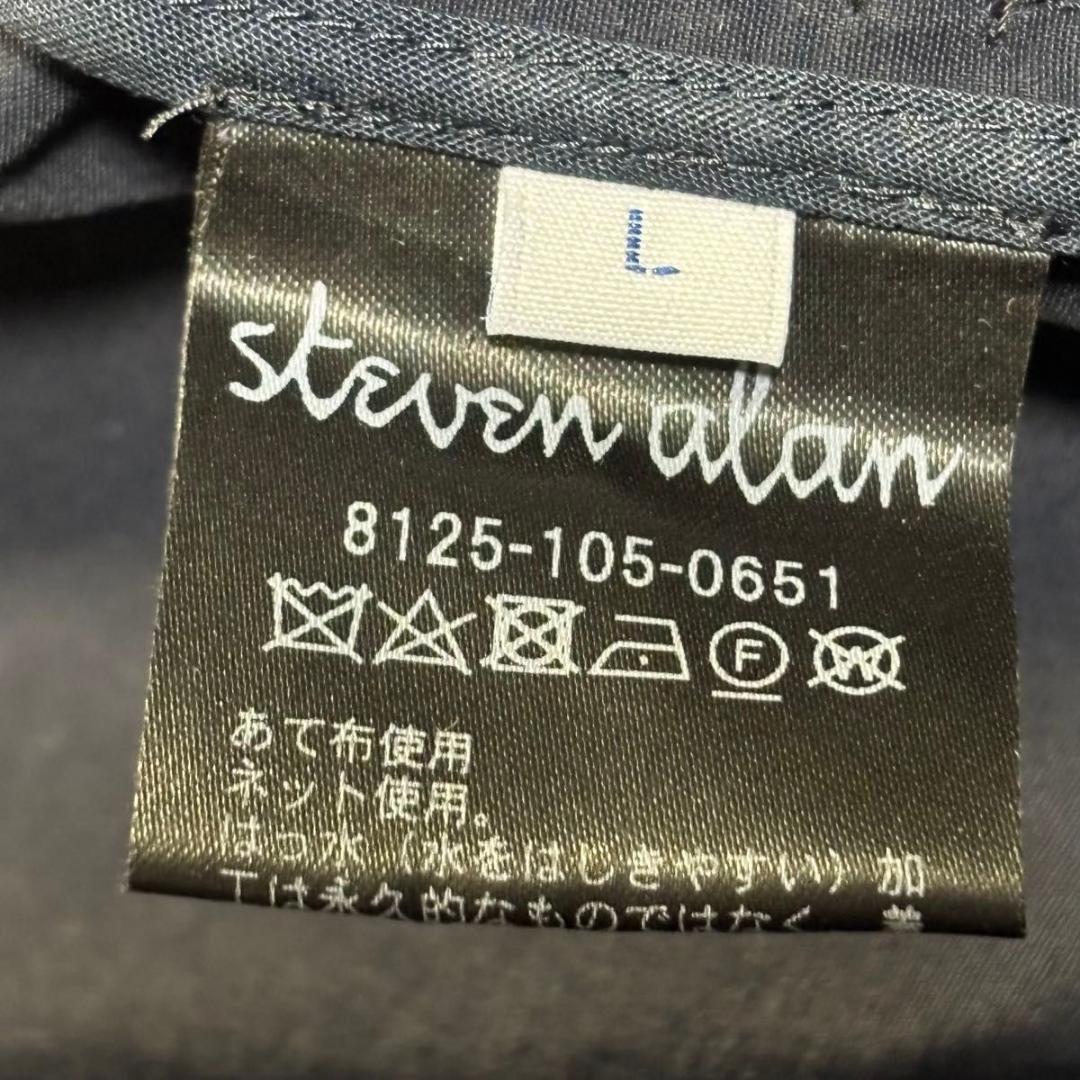 L
steven alan
8125-105-0651
F
W
あて布使用
ネット使用。
はっ水（水をはしきやすい）加
工は永久的なものではなく、着